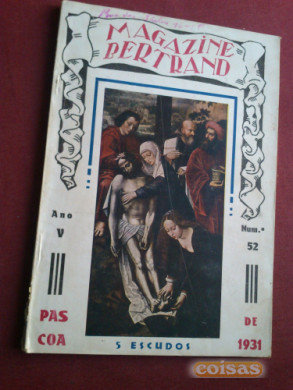 MAGAZINE
BERTRAND
Ano
V
Num.º
52
PAS
COA
5 ESCUDOS
DE
1931
coisas